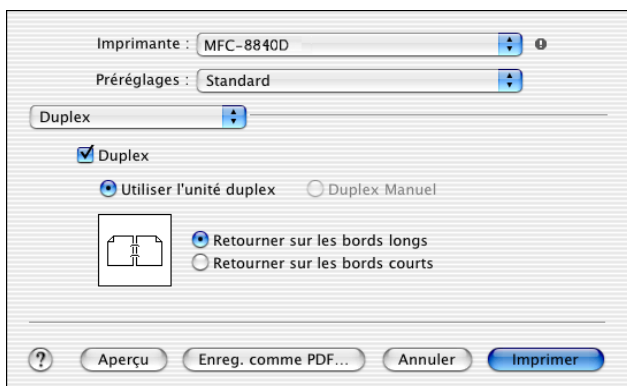 Imprimante : MFC-8840D
Préréglages : Standard
Duplex
Duplex
Utiliser l'unité duplex Duplex Manuel
Retourner sur les bords longs
Retourner sur les bords courts
? Aperçu Enreg. comme PDF... Annuler Imprimer